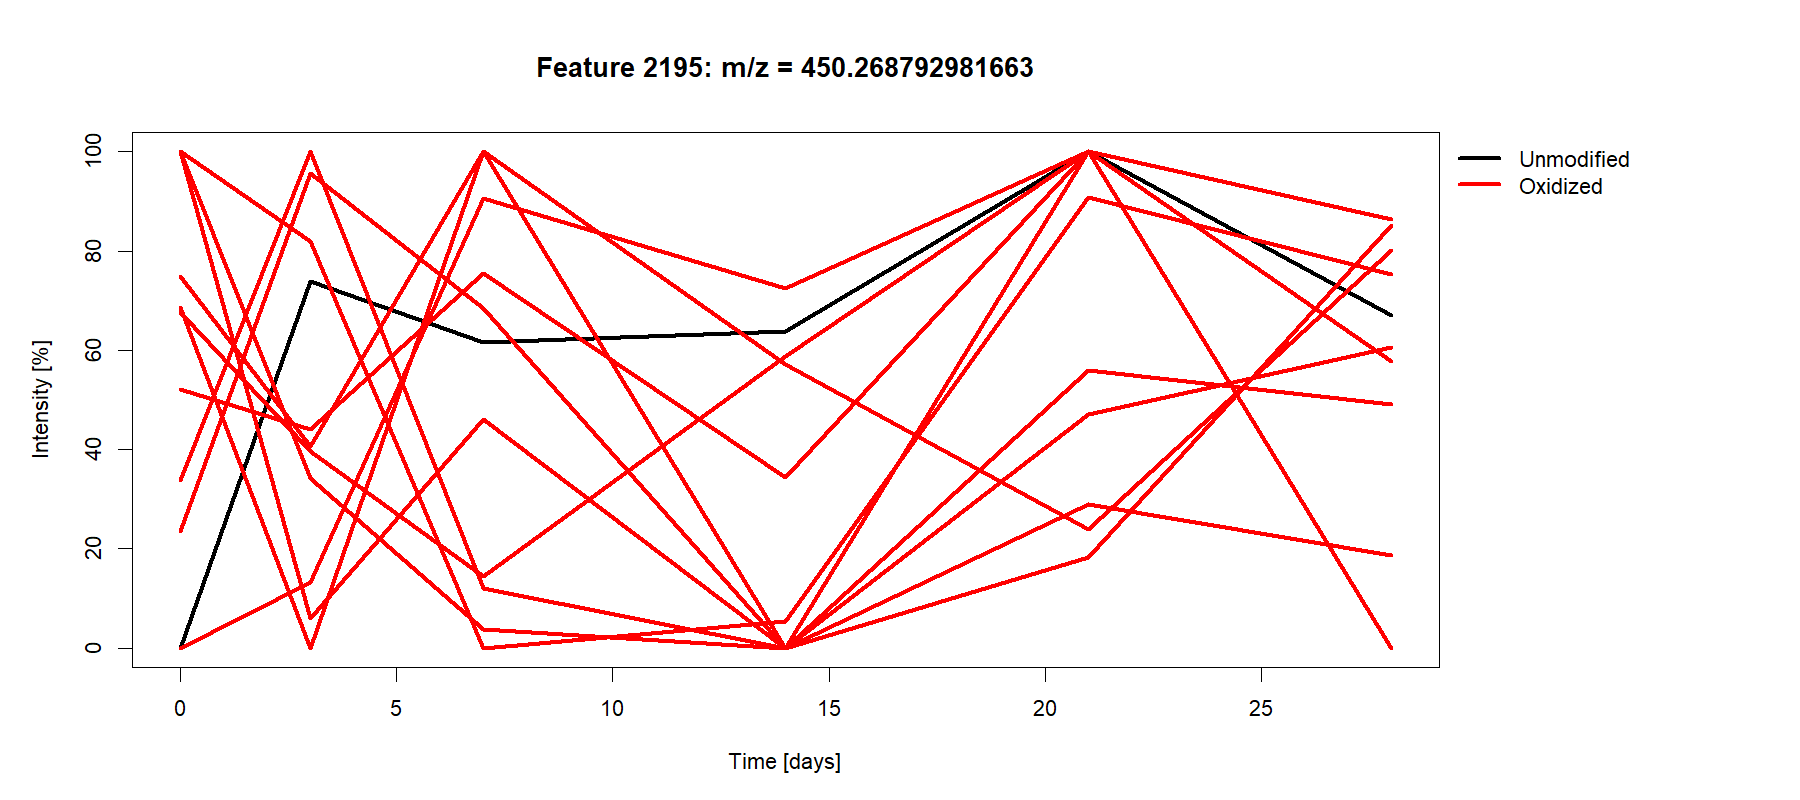 Feature 2195: m/z = 450.268792981663
Unmodified
Oxidized
Intensity [%]
100
80
60
40
20
0
0 5 10 15 20 25
Time [days]